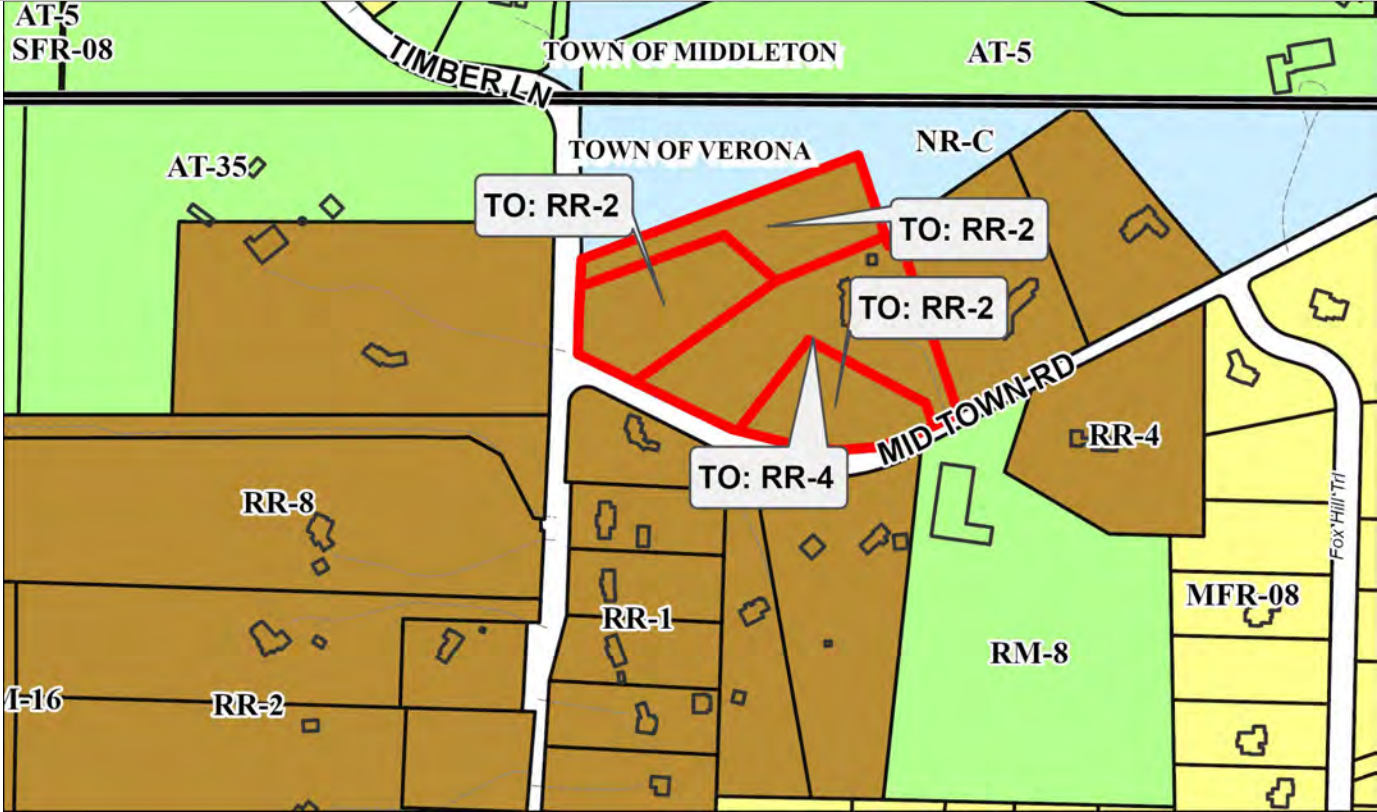 AT-5
SFR-08
TIMBER LN
TOWN OF MIDDLETON
AT-5
TOWN OF VERONA
NR-C
AT-35
TO: RR-2
TO: RR-2
TO: RR-2
MID TOWN RD
RR-4
TO: RR-4
RR-8
Fox Hill Trl
MFR-08
RR-1
RM-8
M-16
RR-2